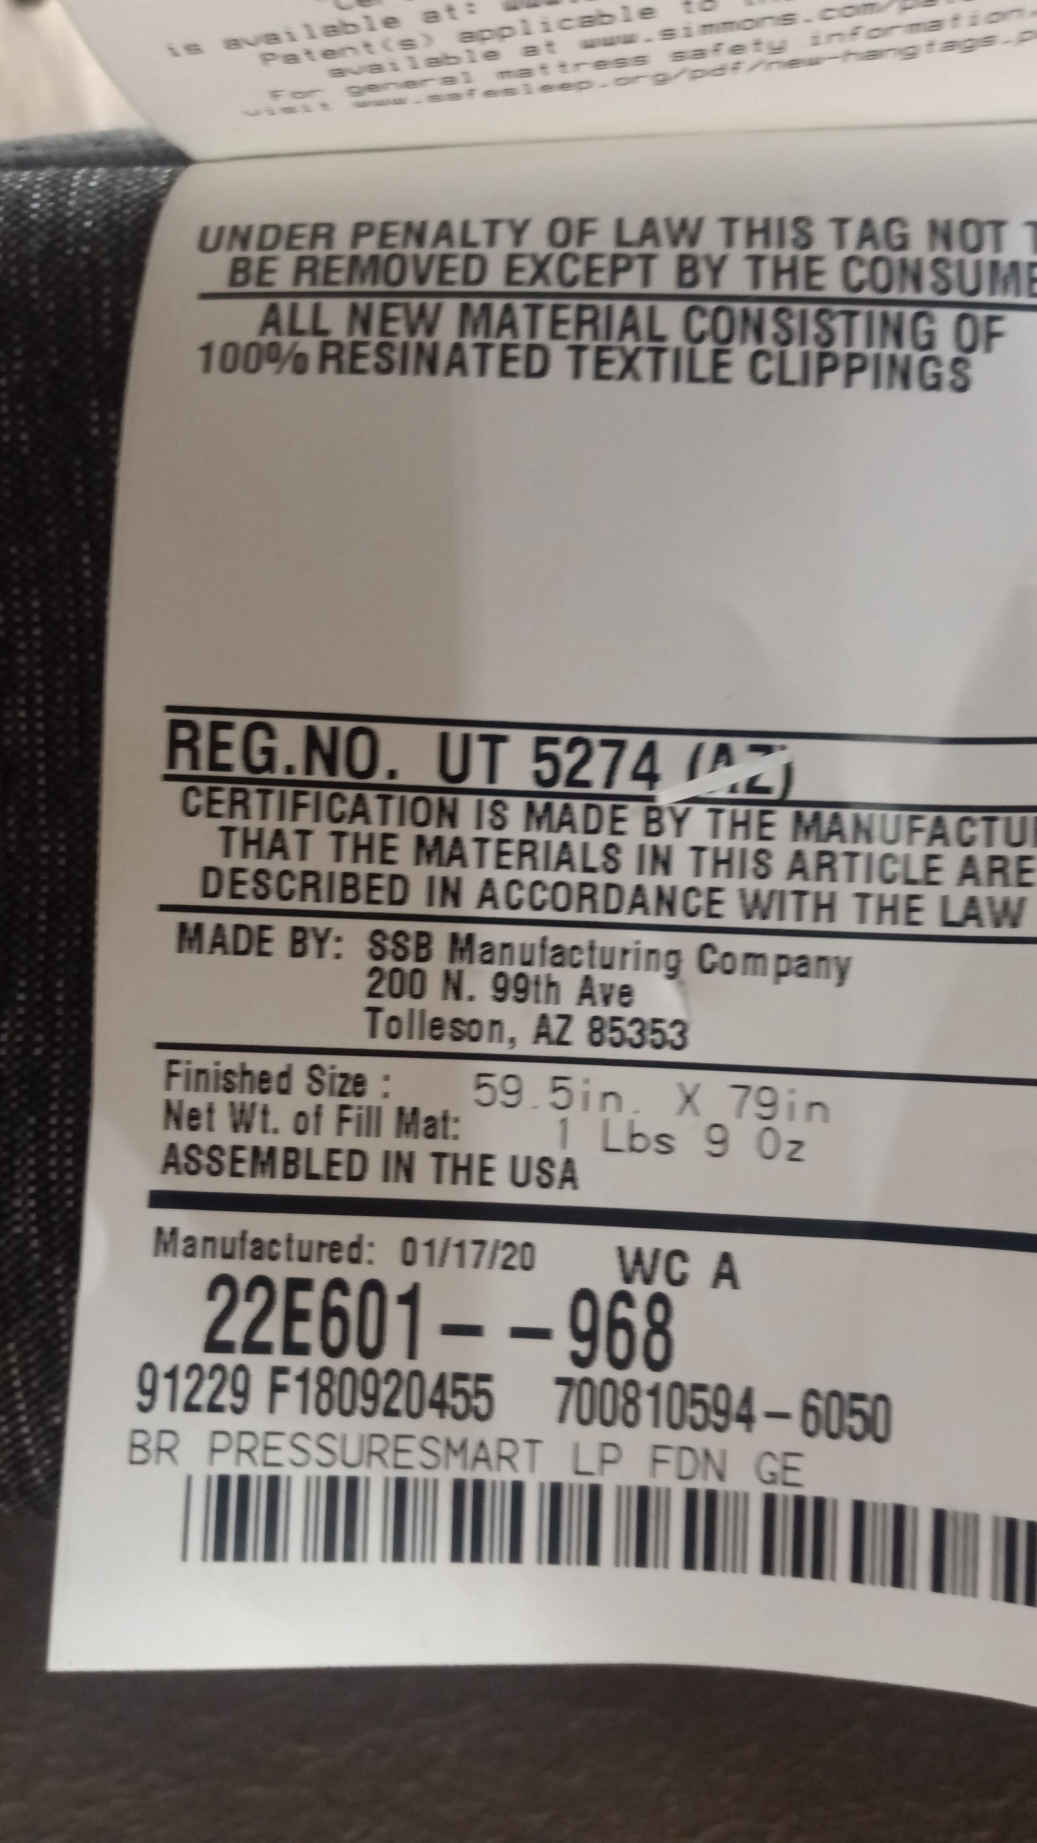 is available at:
Patent(s) applicable to
available at www.simmons.com/
For general mattress safety information,
visit www.safesleep.org/pdf/new-hangtags.p
UNDER PENALTY OF LAW THIS TAG NOT T
BE REMOVED EXCEPT BY THE CONSUME
ALL NEW MATERIAL CONSISTING OF
100% RESINATED TEXTILE CLIPPINGS
REG.NO. UT 5274 (AZ)
CERTIFICATION IS MADE BY THE MANUFACTU
THAT THE MATERIALS IN THIS ARTICLE ARE
DESCRIBED IN ACCORDANCE WITH THE LAW
MADE BY: SSB Manufacturing Company
200 N. 99th Ave
Tolleson, AZ 85353
Finished Size : 59.5in. X 79in
Net Wt. of Fill Mat: 1 Lbs 9 Oz
ASSEMBLED IN THE USA
Manufactured: 01/17/20 WC A
22E601--968
91229 F180920455 700810594-6050
BR PRESSURESMART LP FDN GE